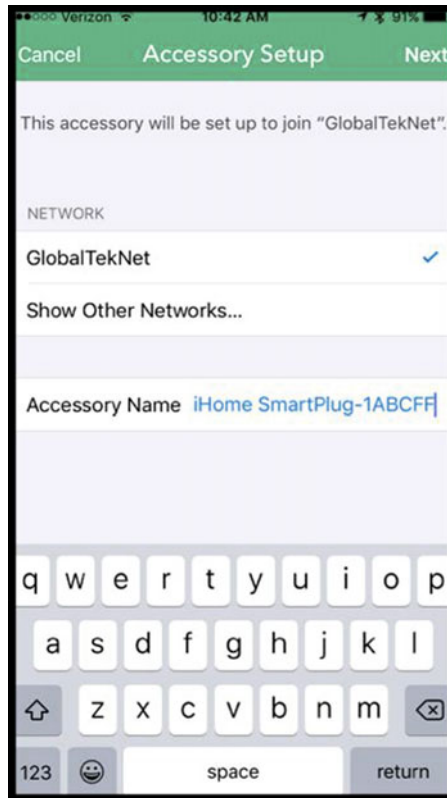 Verizon 10:42 AM 91%
Cancel Accessory Setup Next
This accessory will be set up to join “GlobalTekNet”.
NETWORK
GlobalTekNet
Show Other Networks...
Accessory Name iHome SmartPlug-1ABCFF
q w e r t y u i o p
a s d f g h j k l
z x c v b n m
123 space return